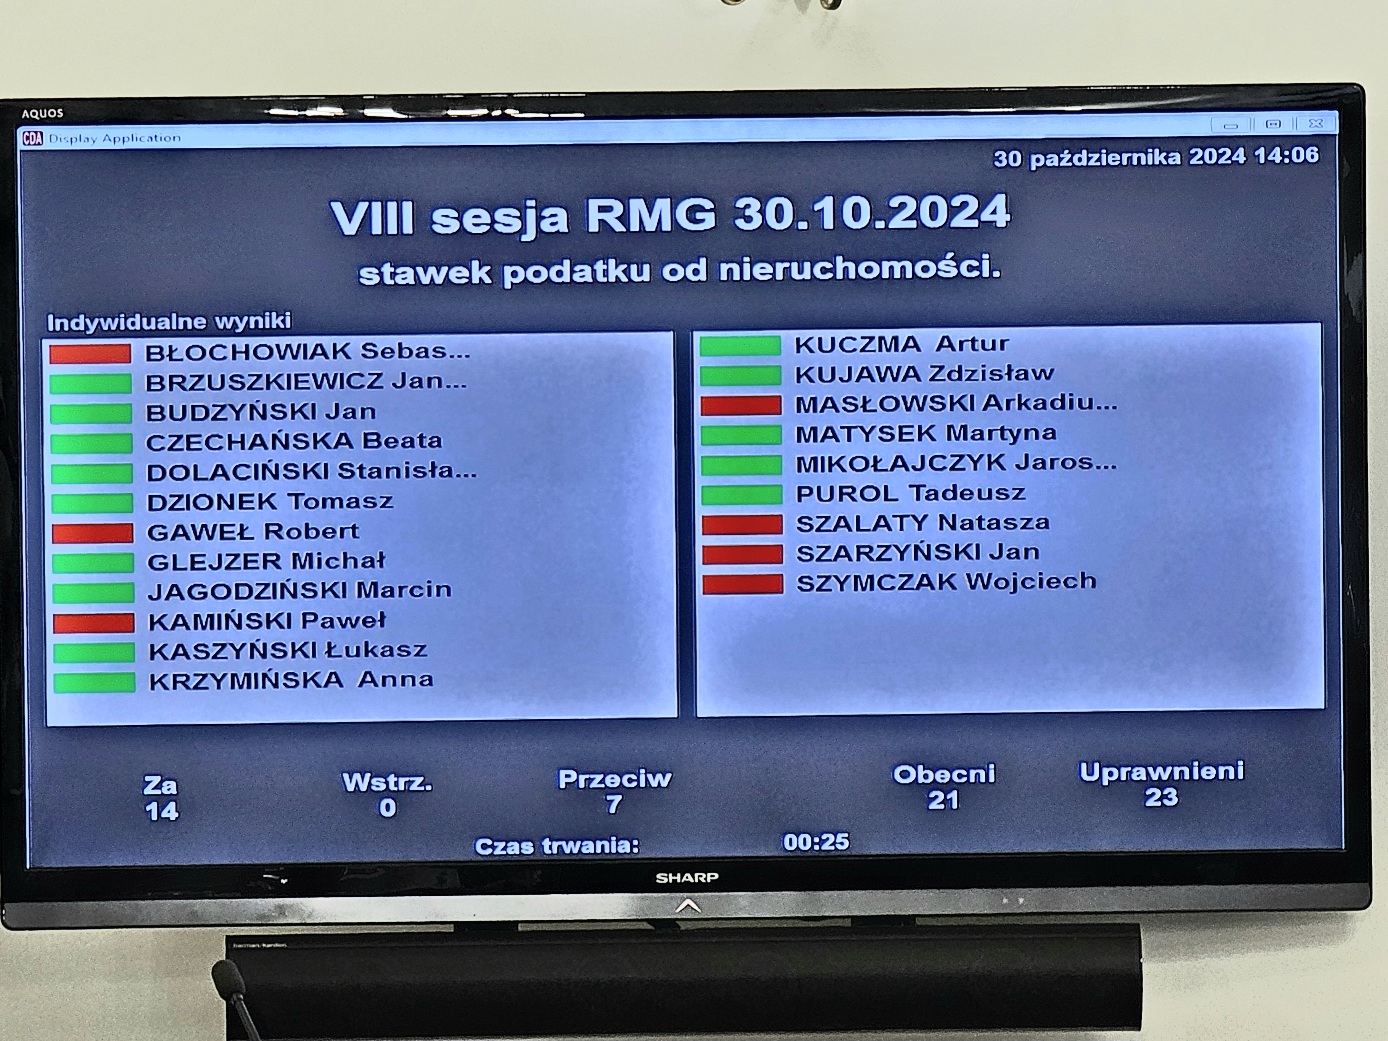 AQUOS
CDA Display Application
30 października 2024 14:06
VIII sesja RMG 30.10.2024
stawek podatku od nieruchomości.
Indywidualne wyniki
BŁOCHOWIAK Sebas...
BRZUSZKIEWICZ Jan...
BUDZYŃSKI Jan
CZECHAŃSKA Beata
DOLACIŃSKI Stanisła...
DZIONEK Tomasz
GAWEŁ Robert
GLEJZER Michał
JAGODZIŃSKI Marcin
KAMIŃSKI Paweł
KASZYŃSKI Łukasz
KRZYMIŃSKA Anna
KUCZMA Artur
KUJAWA Zdzisław
MASŁOWSKI Arkadiu...
MATYSEK Martyna
MIKOŁAJCZYK Jaros...
PUROL Tadeusz
SZALATY Natasza
SZARZYŃSKI Jan
SZYMCZAK Wojciech
Za Wstrz. Przeciw Obecni Uprawnieni
14 0 7 21 23
Czas trwania: 00:25
SHARP
harman/kardon